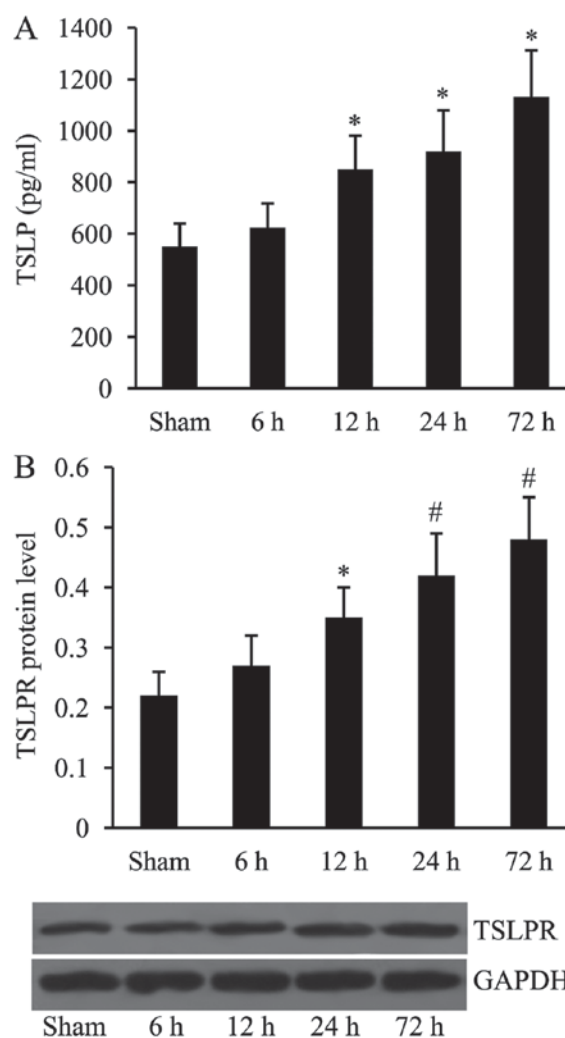 A
TSLP (pg/ml)
1400
1200
1000
800
600
400
200
0
* * *
Sham 6 h 12 h 24 h 72 h
B
TSLPR protein level
0.6
0.5
0.4
0.3
0.2
0.1
0
* # #
Sham 6 h 12 h 24 h 72 h
TSLPR
GAPDH
Sham 6 h 12 h 24 h 72 h